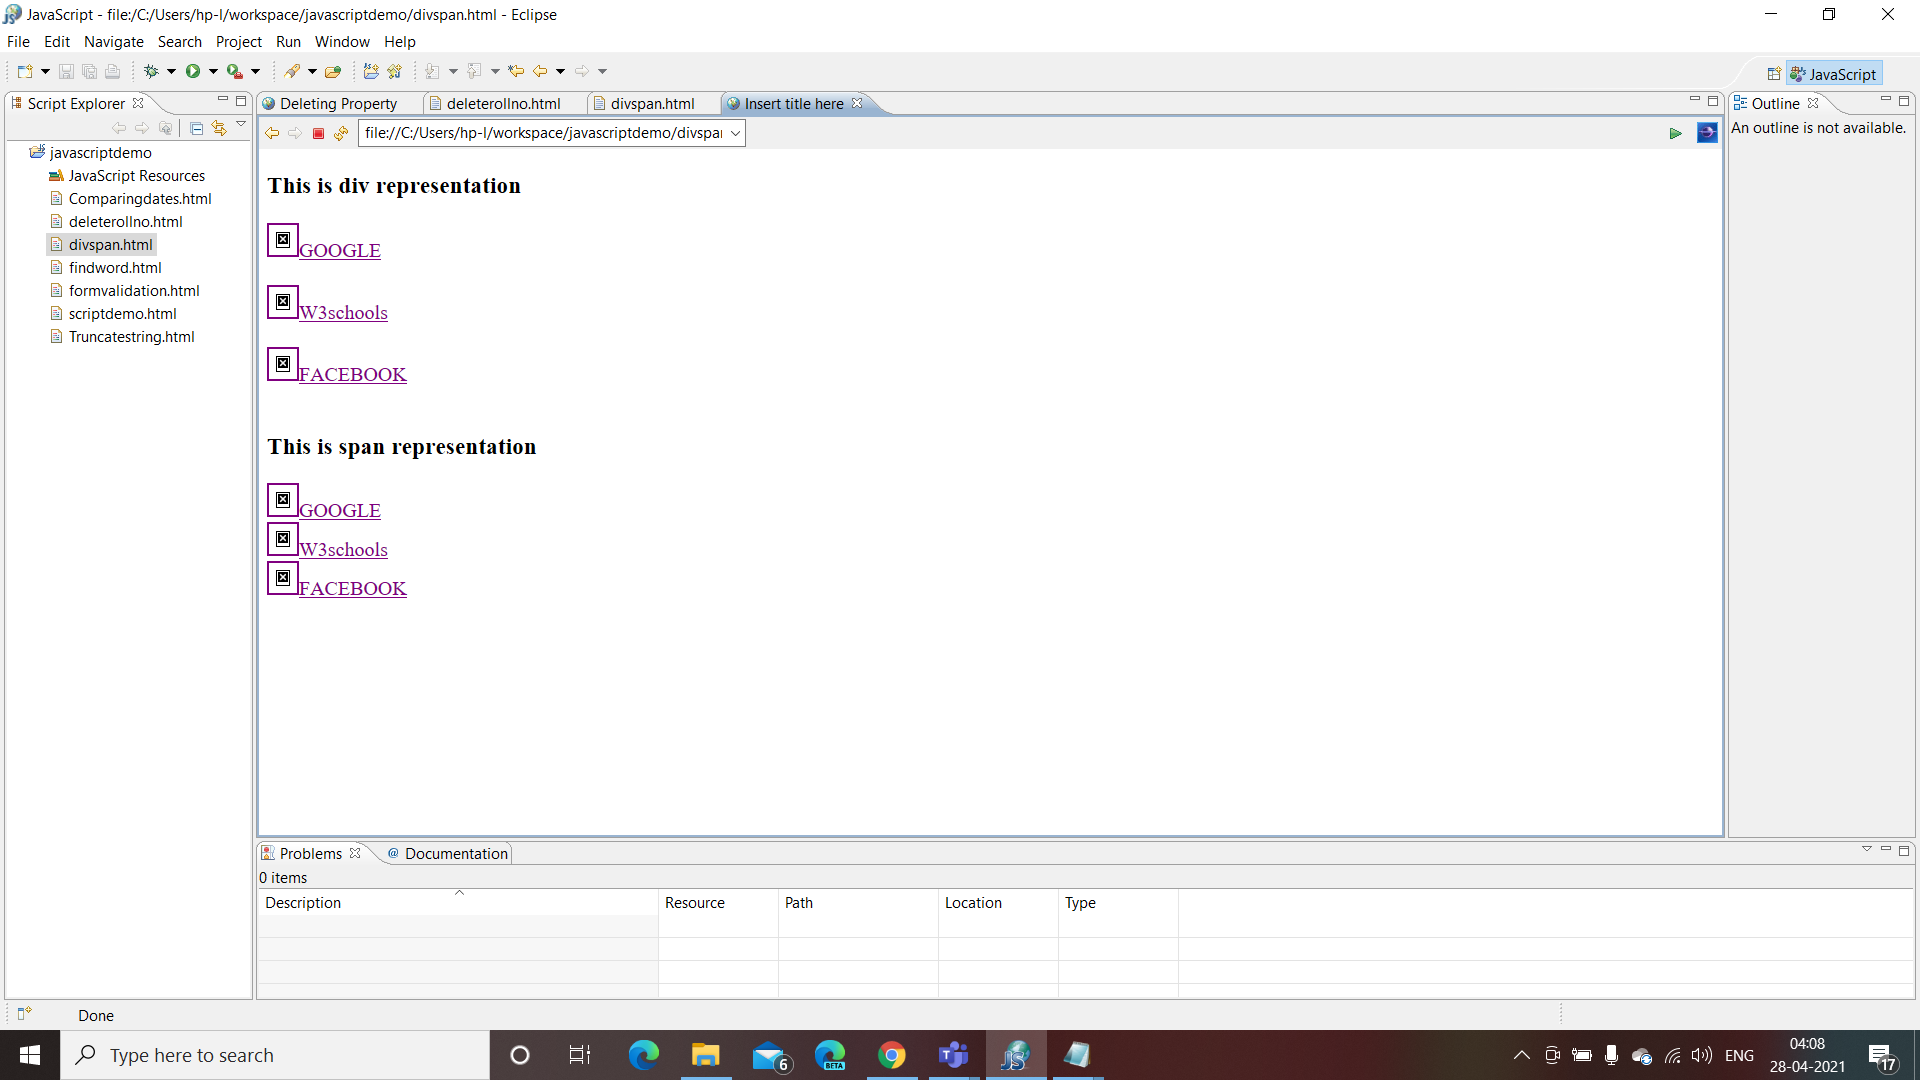 JavaScript - file:/C:/Users/hp-l/workspace/javascriptdemo/divspan.html - Eclipse
File Edit Navigate Search Project Run Window Help
JavaScript
Script Explorer
Deleting Property deleterollno.html divspan.html Insert title here
Outline
file://C:/Users/hp-l/workspace/javascriptdemo/divspa
An outline is not available.
javascriptdemo
JavaScript Resources
Comparingdates.html
deleterollno.html
divspan.html
findword.html
formvalidation.html
scriptdemo.html
Truncatestring.html
This is div representation
GOOGLE
W3schools
FACEBOOK
This is span representation
GOOGLE
W3schools
FACEBOOK
Problems @ Documentation
0 items
Description Resource Path Location Type
Done
Type here to search
6
BETA
T
JS
ENG
04:08
28-04-2021
17